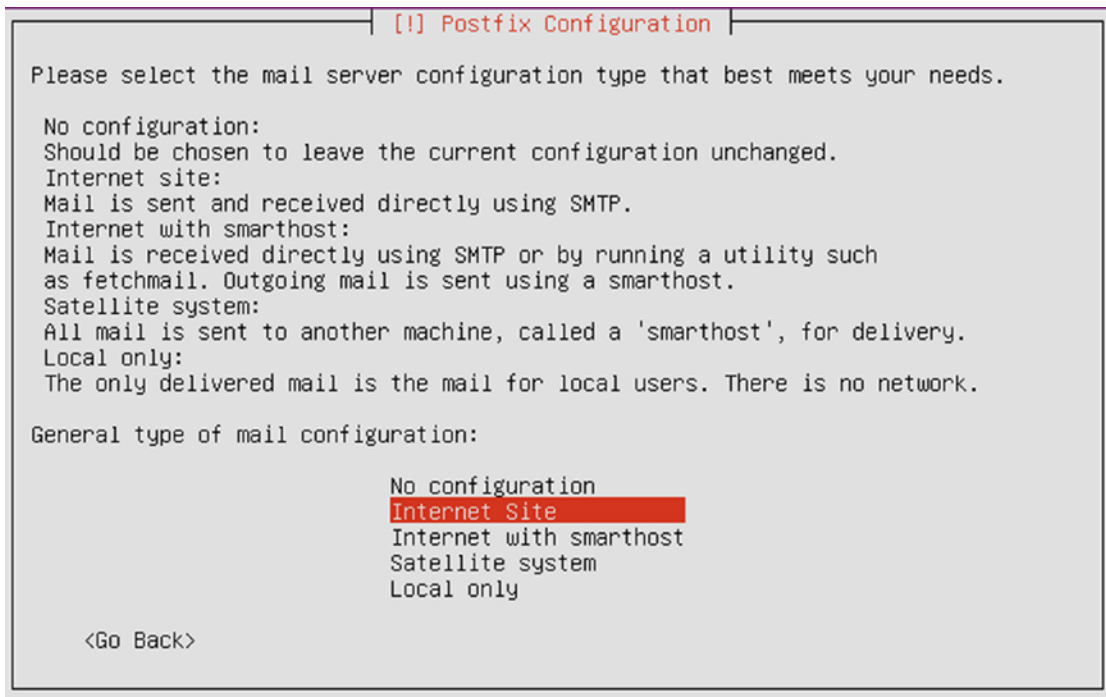 [!] Postfix Configuration
Please select the mail server configuration type that best meets your needs.
No configuration:
Should be chosen to leave the current configuration unchanged.
Internet site:
Mail is sent and received directly using SMTP.
Internet with smarthost:
Mail is received directly using SMTP or by running a utility such
as fetchmail. Outgoing mail is sent using a smarthost.
Satellite system:
All mail is sent to another machine, called a 'smarthost', for delivery.
Local only:
The only delivered mail is the mail for local users. There is no network.
General type of mail configuration:
No configuration
Internet Site
Internet with smarthost
Satellite system
Local only
<Go Back>